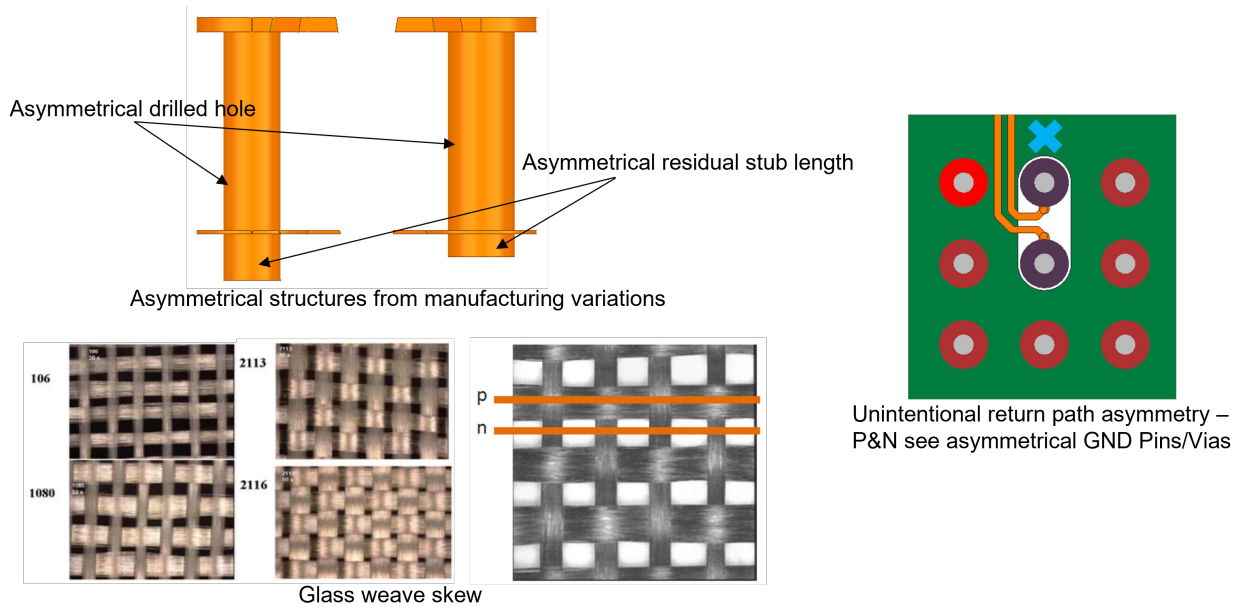 Asymmetrical drilled hole
Asymmetrical residual stub length
Asymmetrical structures from manufacturing variations
106
2113
1080
2116
p
n
Glass weave skew
Unintentional return path asymmetry –
P&N see asymmetrical GND Pins/Vias